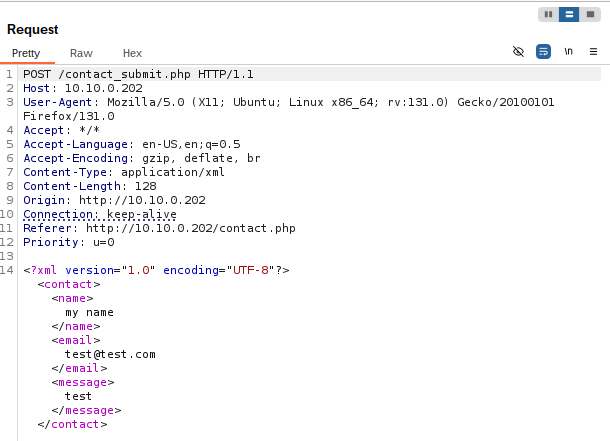 Request
Pretty Raw Hex
\n
1 POST /contact_submit.php HTTP/1.1
2 Host: 10.10.0.202
3 User-Agent: Mozilla/5.0 (X11; Ubuntu; Linux x86_64; rv:131.0) Gecko/20100101
Firefox/131.0
4 Accept: */*
5 Accept-Language: en-US,en;q=0.5
6 Accept-Encoding: gzip, deflate, br
7 Content-Type: application/xml
8 Content-Length: 128
9 Origin: http://10.10.0.202
10 Connection: keep-alive
11 Referer: http://10.10.0.202/contact.php
12 Priority: u=0
13
14 <?xml version="1.0" encoding="UTF-8"?>
<contact>
<name>
my name
</name>
<email>
test@test.com
</email>
<message>
test
</message>
</contact>